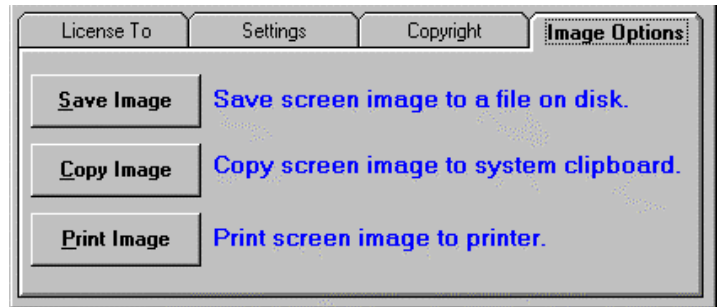 License To Settings Copyright Image Options
Save Image Save screen image to a file on disk.
Copy Image Copy screen image to system clipboard.
Print Image Print screen image to printer.